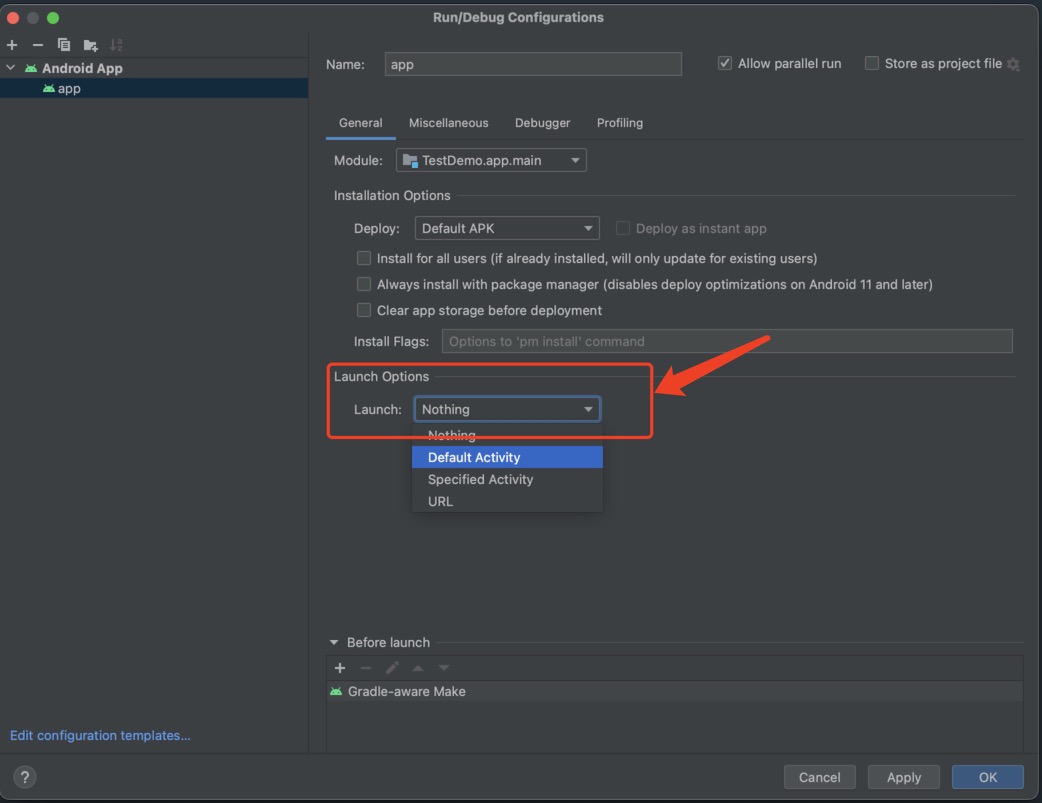 Run/Debug Configurations
Android App
app
Name: app
Allow parallel run
Store as project file
General Miscellaneous Debugger Profiling
Module: TestDemo.app.main
Installation Options
Deploy: Default APK
Deploy as instant app
Install for all users (if already installed, will only update for existing users)
Always install with package manager (disables deploy optimizations on Android 11 and later)
Clear app storage before deployment
Install Flags: Options to 'pm install' command
Launch Options
Launch: Nothing
Nothing
Default Activity
Specified Activity
URL
Before launch
Gradle-aware Make
Edit configuration templates...
? Cancel Apply OK